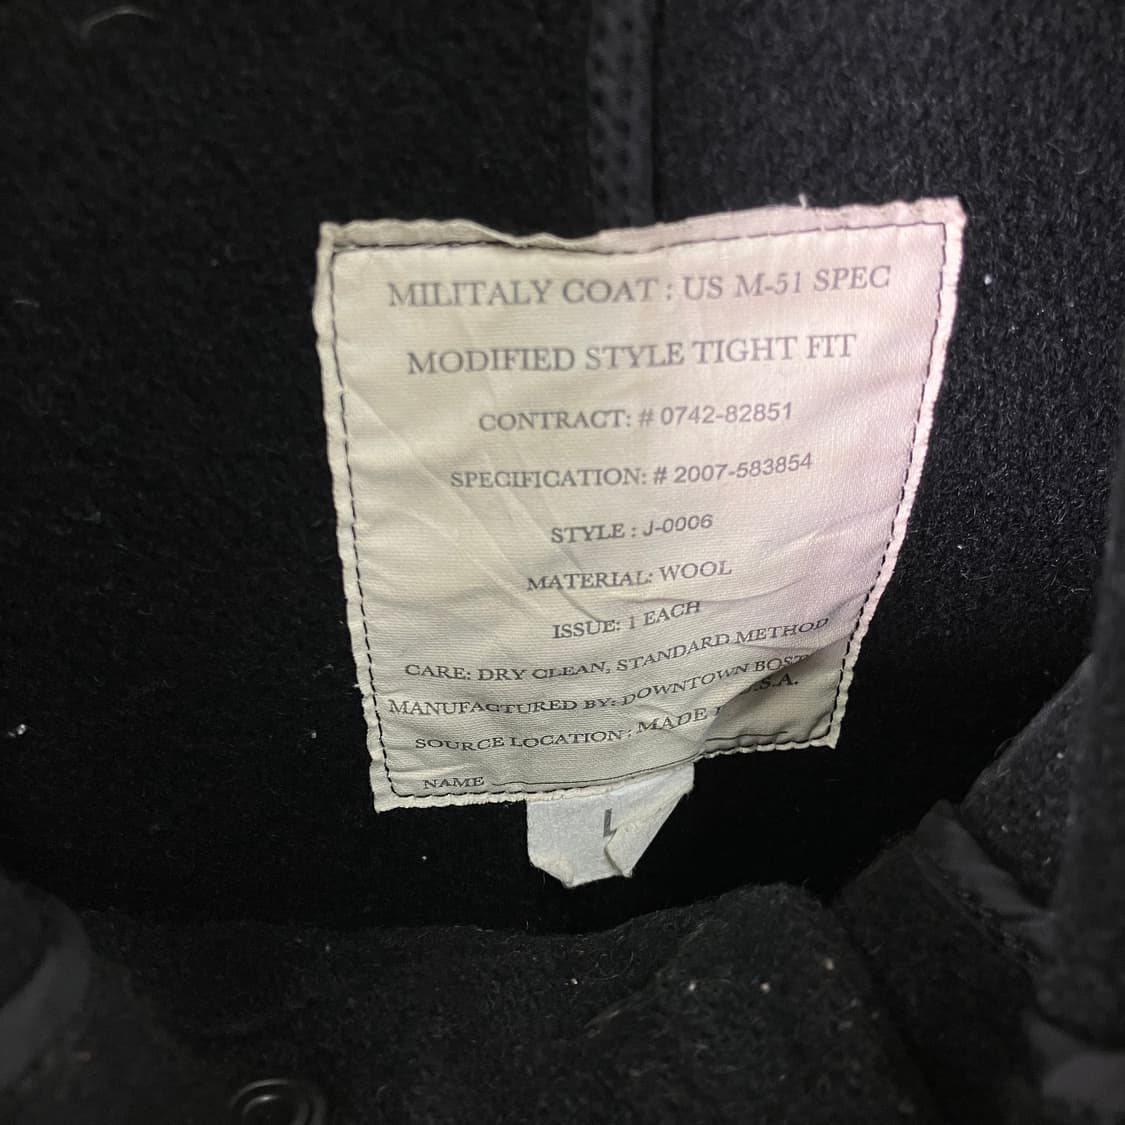 MILITALY COAT : US M-51 SPEC
MODIFIED STYLE TIGHT FIT
CONTRACT: # 0742-82851
SPECIFICATION: # 2007-583854
STYLE : J-0006
MATERIAL: WOOL
ISSUE: 1 EACH
CARE: DRY CLEAN, STANDARD METHOD
MANUFACTURED BY: DOWNTOWN
SOURCE LOCATION : MADE
NAME
L